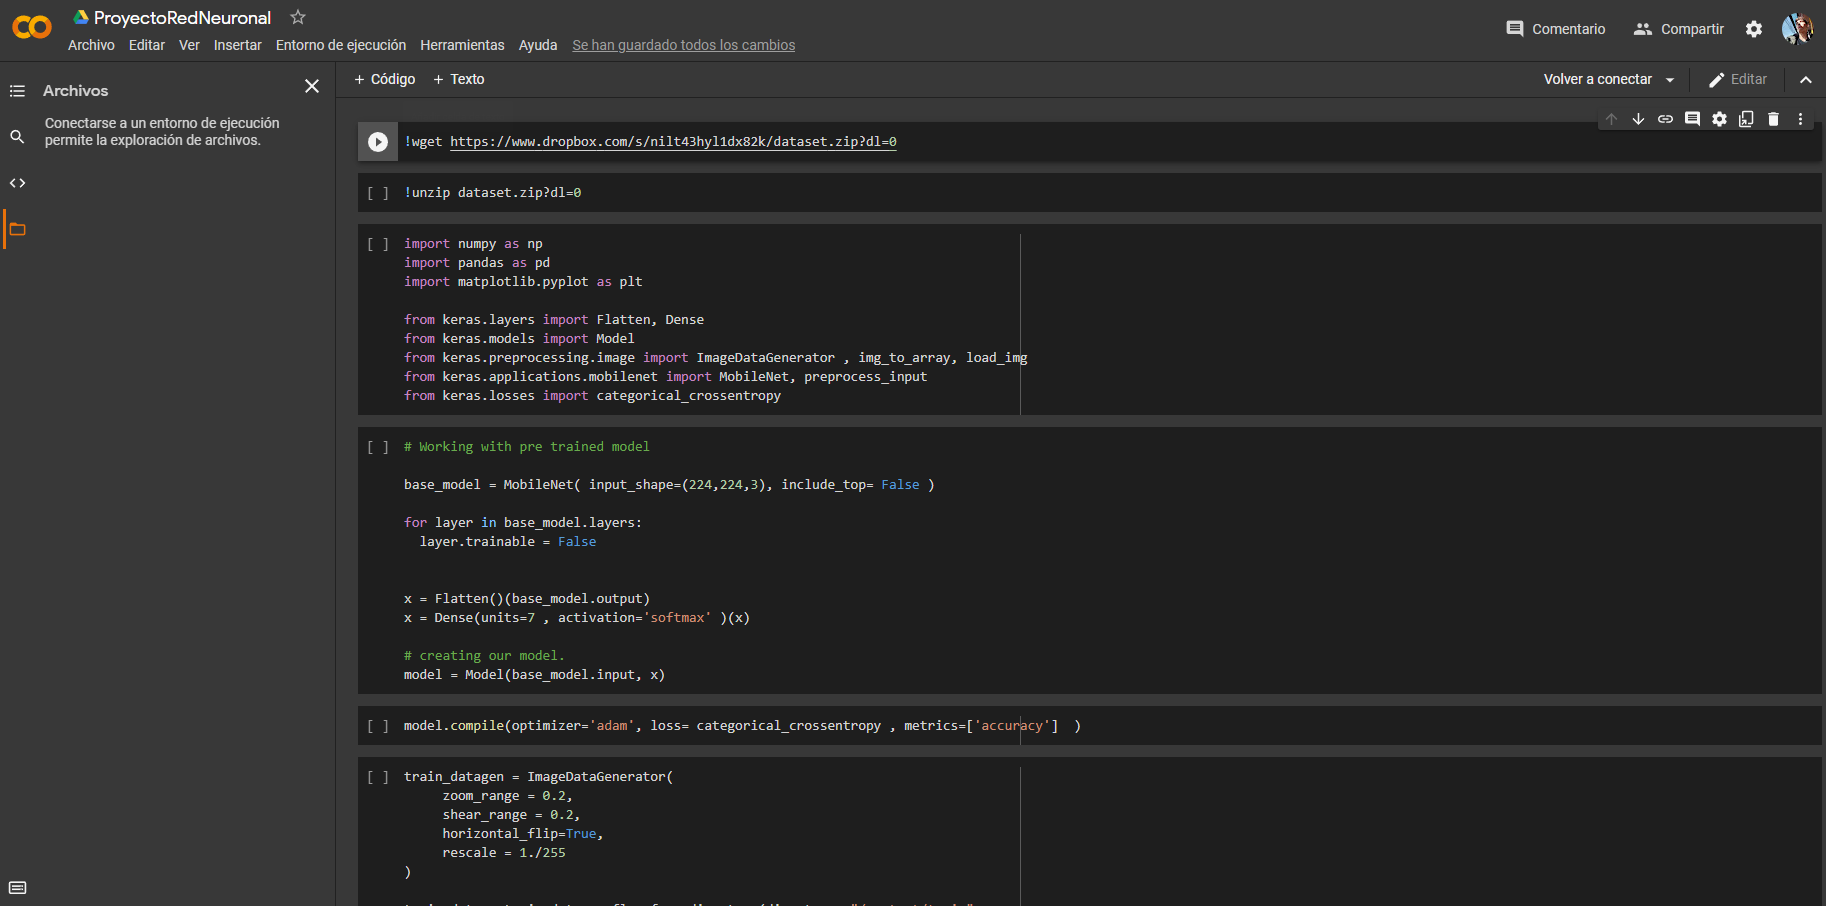 ProyectoRedNeuronal
Archivo Editar Ver Insertar Entorno de ejecución Herramientas Ayuda Se han guardado todos los cambios
Comentario Compartir
Archivos
Conectarse a un entorno de ejecución
permite la exploración de archivos.
+ Código + Texto
Volver a conectar Editar
!wget https://www.dropbox.com/s/nilt43hyl1dx82k/dataset.zip?dl=0
[ ] !unzip dataset.zip?dl=0
[ ] import numpy as np
import pandas as pd
import matplotlib.pyplot as plt
from keras.layers import Flatten, Dense
from keras.models import Model
from keras.preprocessing.image import ImageDataGenerator , img_to_array, load_img
from keras.applications.mobilenet import MobileNet, preprocess_input
from keras.losses import categorical_crossentropy
[ ] # Working with pre trained model
base_model = MobileNet( input_shape=(224,224,3), include_top= False )
for layer in base_model.layers:
layer.trainable = False
x = Flatten()(base_model.output)
x = Dense(units=7 , activation='softmax' )(x)
# creating our model.
model = Model(base_model.input, x)
[ ] model.compile(optimizer='adam', loss= categorical_crossentropy , metrics=['accuracy'] )
[ ] train_datagen = ImageDataGenerator(
zoom_range = 0.2,
shear_range = 0.2,
horizontal_flip=True,
rescale = 1./255
)